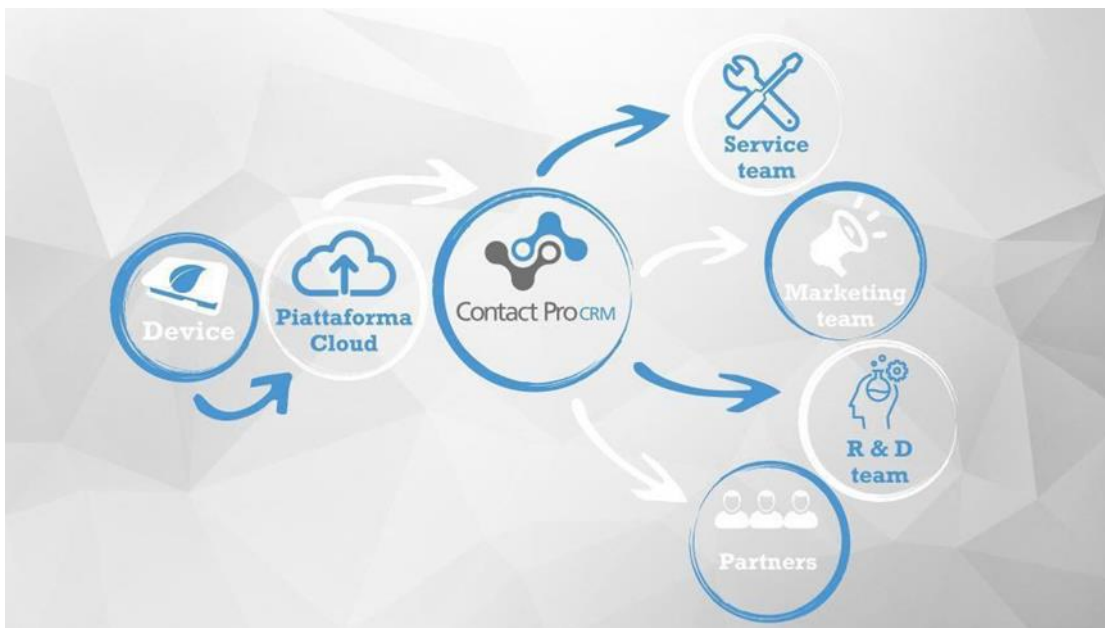 Device
Piattaforma
Cloud
Contact Pro CRM
Service
team
Marketing
team
R & D
team
Partners